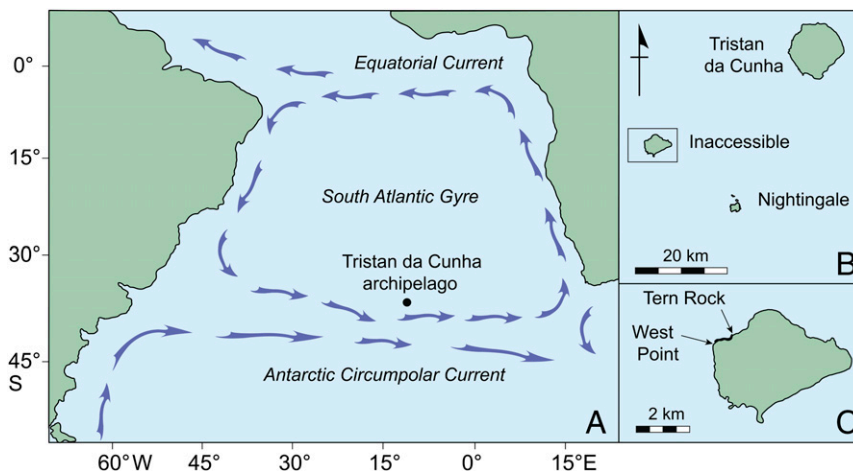 0°
15°
30°
45°
S
60° W
45°
30°
15°
0°
15° E
Equatorial Current
South Atlantic Gyre
Tristan da Cunha
archipelago
Antarctic Circumpolar Current
A
Tristan
da Cunha
Inaccessible
Nightingale
20 km
B
Tern Rock
West
Point
2 km
C